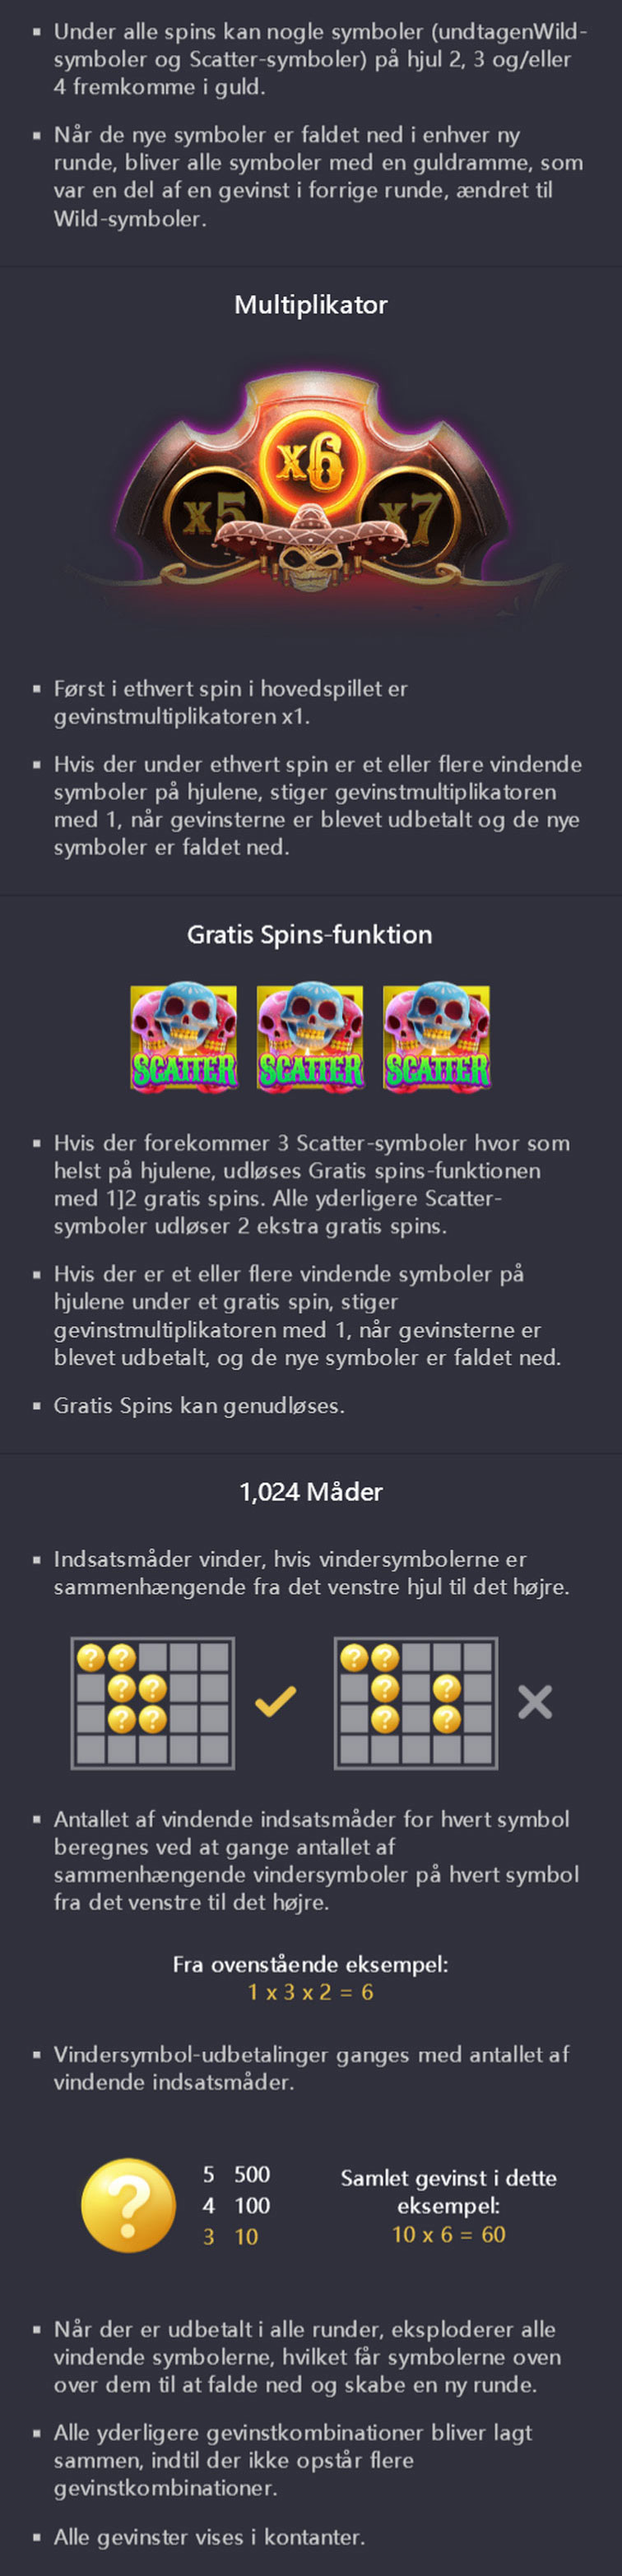 Under alle spins kan nogle symboler (undtagenWild-
symboler og Scatter-symboler) på hjul 2, 3 og/eller
4 fremkomme i guld.
Når de nye symboler er faldet ned i enhver ny
runde, bliver alle symboler med en guldramme, som
var en del af en gevinst i forrige runde, ændret til
Wild-symboler.
Multiplikator
x5 x6 x7
Først i ethvert spin i hovedspillet er
gevinstmultiplikatoren x1.
Hvis der under ethvert spin er et eller flere vindende
symboler på hjulene, stiger gevinstmultiplikatoren
med 1, når gevinsterne er blevet udbetalt og de nye
symboler er faldet ned.
Gratis Spins-funktion
SCATTER SCATTER SCATTER
Hvis der forekommer 3 Scatter-symboler hvor som
helst på hjulene, udløses Gratis spins-funktionen
med 1]2 gratis spins. Alle yderligere Scatter-
symboler udløser 2 ekstra gratis spins.
Hvis der er et eller flere vindende symboler på
hjulene under et gratis spin, stiger
gevinstmultiplikatoren med 1, når gevinsterne er
blevet udbetalt, og de nye symboler er faldet ned.
Gratis Spins kan genudløses.
1,024 Måder
Indsatsmåder vinder, hvis vindersymbolerne er
sammenhængende fra det venstre hjul til det højre.
? ? ? ?
? ? ? ?
? ? ? ?
Antallet af vindende indsatsmåder for hvert symbol
beregnes ved at gange antallet af
sammenhængende vindersymboler på hvert symbol
fra det venstre til det højre.
Fra ovenstående eksempel:
1 x 3 x 2 = 6
Vindersymbol-udbetalinger ganges med antallet af
vindende indsatsmåder.
?
5 500
4 100
3 10
Samlet gevinst i dette
eksempel:
10 x 6 = 60
Når der er udbetalt i alle runder, eksploderer alle
vindende symbolerne, hvilket får symbolerne oven
over dem til at falde ned og skabe en ny runde.
Alle yderligere gevinstkombinationer bliver lagt
sammen, indtil der ikke opstår flere
gevinstkombinationer.
Alle gevinster vises i kontanter.